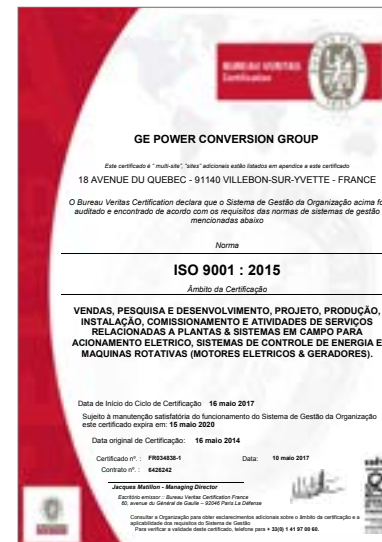 BUREAU VERITAS
Certification
GE POWER CONVERSION GROUP
Este certificado é " multi-site", "sites" adicionais estão listados em apendice a este certificado
18 AVENUE DU QUEBEC - 91140 VILLEBON-SUR-YVETTE - FRANCE
O Bureau Veritas Certification declara que o Sistema de Gestão da Organização acima fo
auditado e encontrado de acordo com os requisitos das normas de sistemas de gestão
mencionadas abaixo
Norma
ISO 9001 : 2015
Âmbito da Certificação
VENDAS, PESQUISA E DESENVOLVIMENTO, PROJETO, PRODUÇÃO,
INSTALAÇÃO, COMISSIONAMENTO E ATIVIDADES DE SERVIÇOS
RELACIONADAS A PLANTAS & SISTEMAS EM CAMPO PARA
ACIONAMENTO ELETRICO, SISTEMAS DE CONTROLE DE ENERGIA E
MAQUINAS ROTATIVAS (MOTORES ELETRICOS & GERADORES).
Data de Início do Ciclo de Certificação 16 maio 2017
Sujeito à manutenção satisfatória do funcionamento do Sistema de Gestão da Organização
este certificado expira em: 15 maio 2020
Data original de Certificação: 16 maio 2014
Certificado nº. : FR034838-1 Data: 10 maio 2017
Contrato nº. : 6426242
Jacques Matillon - Managing Director
Escritório emissor : Bureau Veritas Certification France
60, avenue du Général de Gaulle – 92046 Paris La Défense
Consultar a Organização para obter esclarecimentos adicionais sobre o âmbito da certificação e a
aplicabilidade dos requisitos do Sistema de Gestão
Para verificar a validade deste certificado, telefone para + 33(0) 1 41 97 00 60.